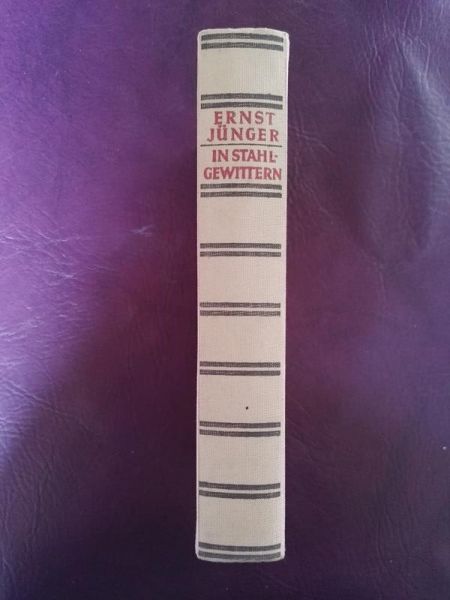 ERNST
JÜNGER
IN STAHL-
GEWITTERN